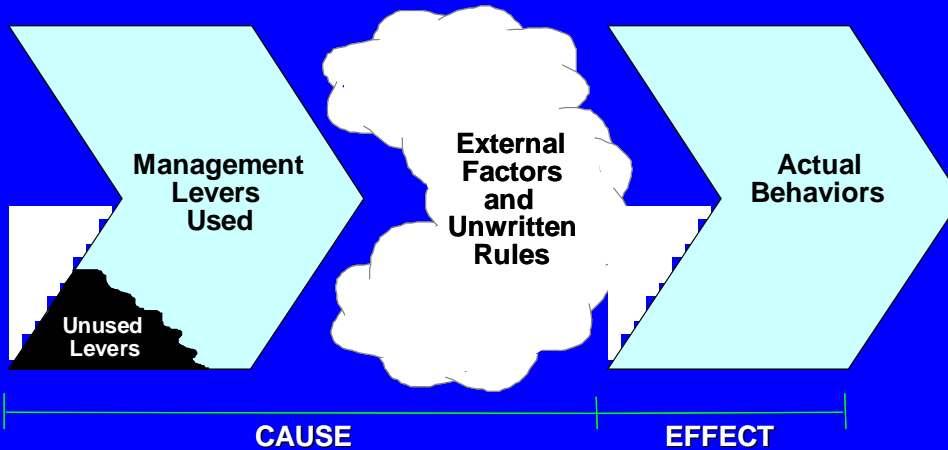 Management
Levers
Used
Unused
Levers
External
Factors
and
Unwritten
Rules
Actual
Behaviors
CAUSE
EFFECT